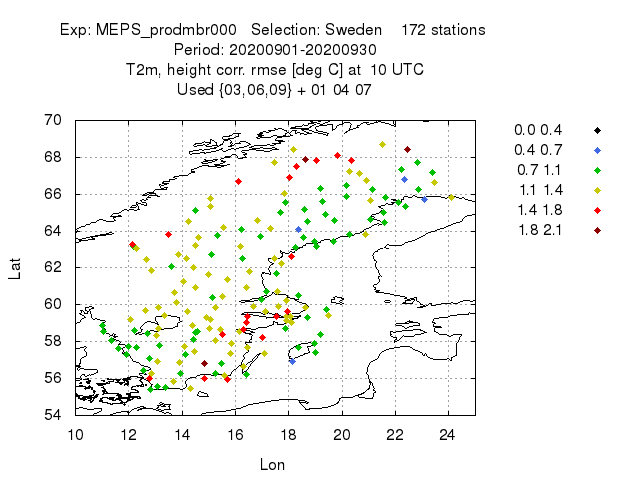 Exp: MEPS_prodmbr000 Selection: Sweden 172 stations
Period: 20200901-20200930
T2m, height corr. rmse [deg C] at 10 UTC
Used {03,06,09} + 01 04 07
70
68
66
64
62
60
58
56
54
Lat
10 12 14 16 18 20 22 24
Lon
0.0 0.4
0.4 0.7
0.7 1.1
1.1 1.4
1.4 1.8
1.8 2.1